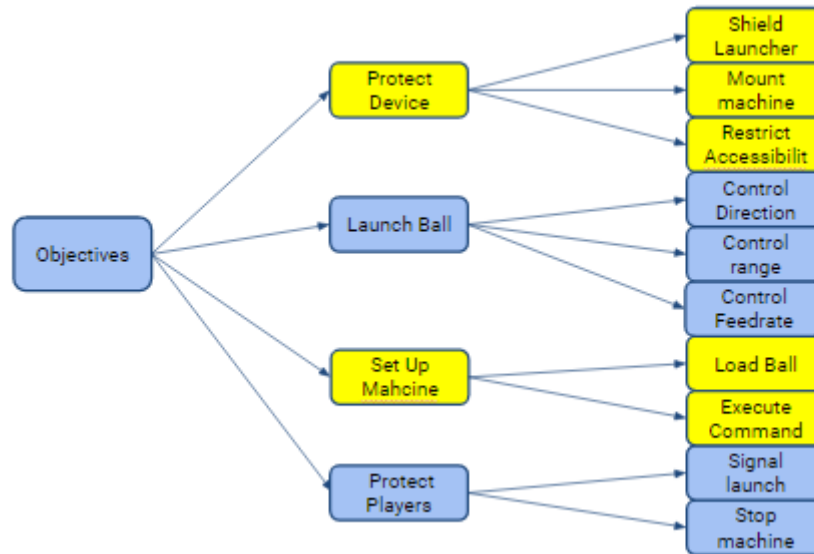 Shield
Launcher
Protect
Device
Mount
machine
Restrict
Accessibilit
Control
Direction
Launch Ball
Objectives
Control
range
Control
Feedrate
Set Up
Mahcine
Load Ball
Execute
Command
Protect
Players
Signal
launch
Stop
machine